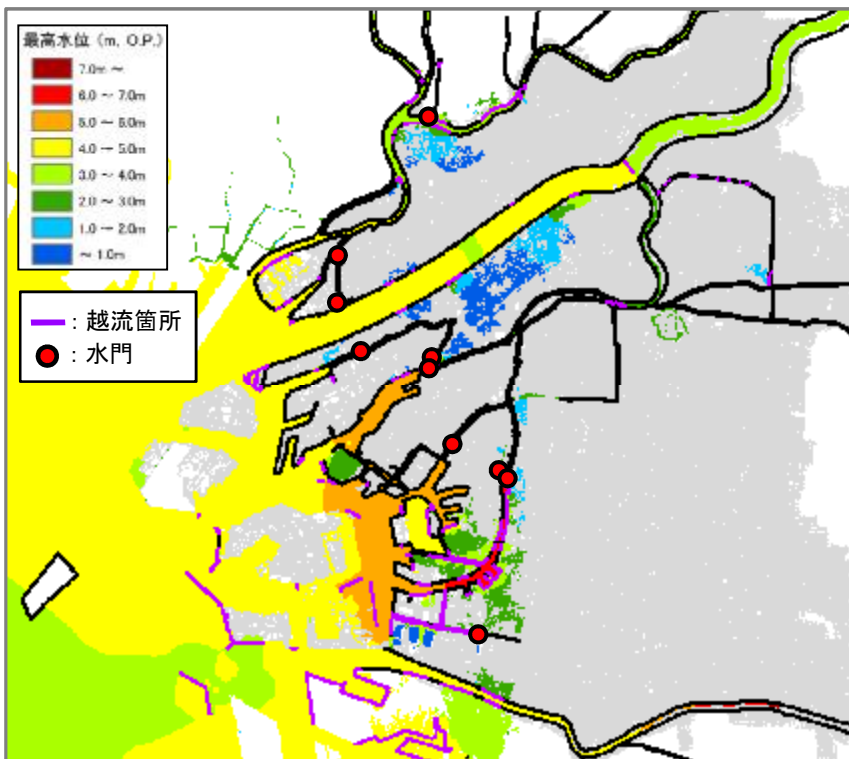 最高水位 (m, O.P.)
7.0m ~
6.0 ~ 7.0m
5.0 ~ 6.0m
4.0 ~ 5.0m
3.0 ~ 4.0m
2.0 ~ 3.0m
1.0 ~ 2.0m
~ 1.0m
: 越流箇所
: 水門